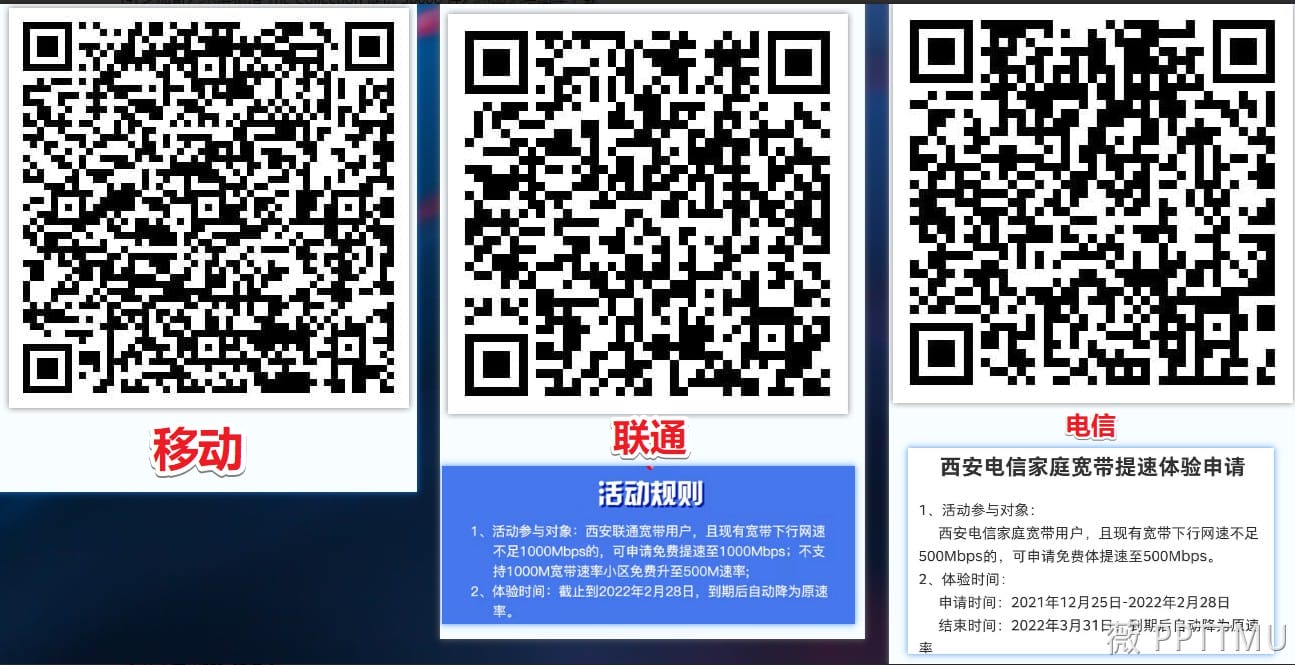 移动
联通
活动规则
1、活动参与对象：西安联通宽带用户，且现有宽带下行网速
不足1000Mbps的，可申请免费提速至1000Mbps；不支
持1000M宽带速率小区免费升至500M速率;
2、体验时间：截止到2022年2月28日，到期后自动降为原速
率。
电信
西安电信家庭宽带提速体验申请
1、活动参与对象：
西安电信家庭宽带用户，且现有宽带下行网速不足
500Mbps的，可申请免费体提速至500Mbps。
2、体验时间：
申请时间：2021年12月25日-2022年2月28日
结束时间：2022年3月31日，到期后自动降为原速
率
薇 PPITMU